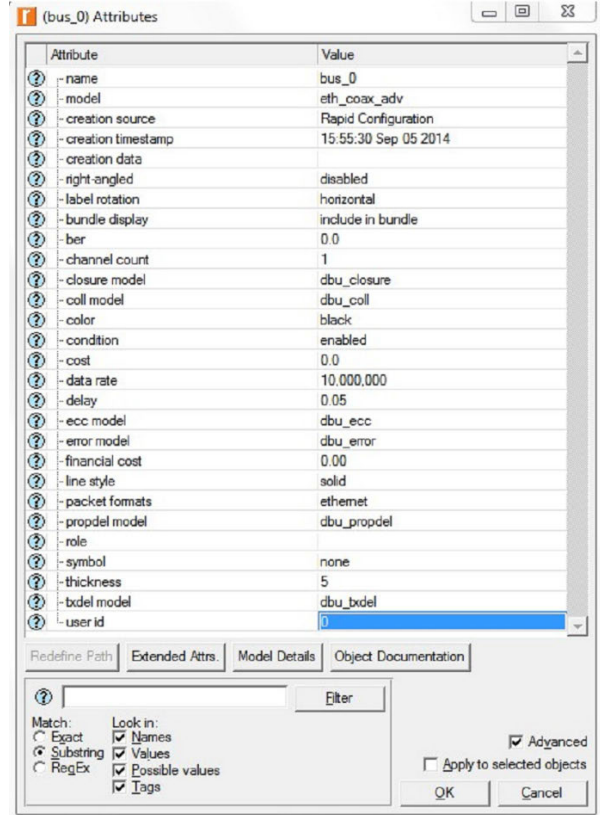 (bus_0) Attributes
Attribute Value
name bus_0
model eth_coax_adv
creation source Rapid Configuration
creation timestamp 15:55:30 Sep 05 2014
creation data
right-angled disabled
label rotation horizontal
bundle display include in bundle
ber 0.0
channel count 1
closure model dbu_closure
coll model dbu_coll
color black
condition enabled
cost 0.0
data rate 10,000,000
delay 0.05
ecc model dbu_ecc
error model dbu_error
financial cost 0.00
line style solid
packet formats ethernet
propdel model dbu_propdel
role
symbol none
thickness 5
txdel model dbu_txdel
user id 0
Redefine Path Extended Attrs. Model Details Object Documentation
Filter
Match: Look in:
Exact Names
Substring Values
RegEx Possible values
Tags
Advanced
Apply to selected objects
OK Cancel